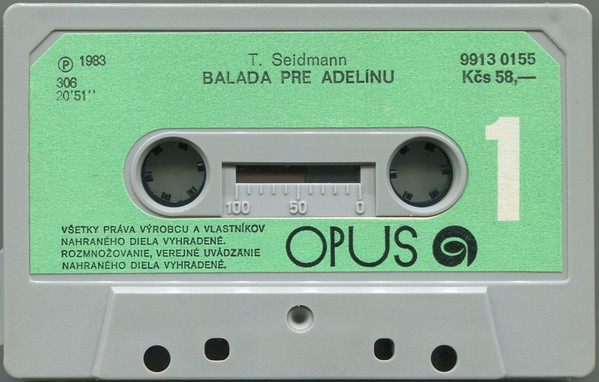 Ⓟ 1983
306
20'51"
T. Seidmann
BALADA PRE ADELÍNU
9913 0155
Kčs 58,—
1
100 50 0
VŠETKY PRÁVA VÝROBCU A VLASTNÍKOV
NAHRANÉHO DIELA VYHRADENÉ.
ROZMNOŽOVANIE, VEREJNÉ UVÁDZANIE
NAHRANÉHO DIELA VYHRADENÉ.
OPUS